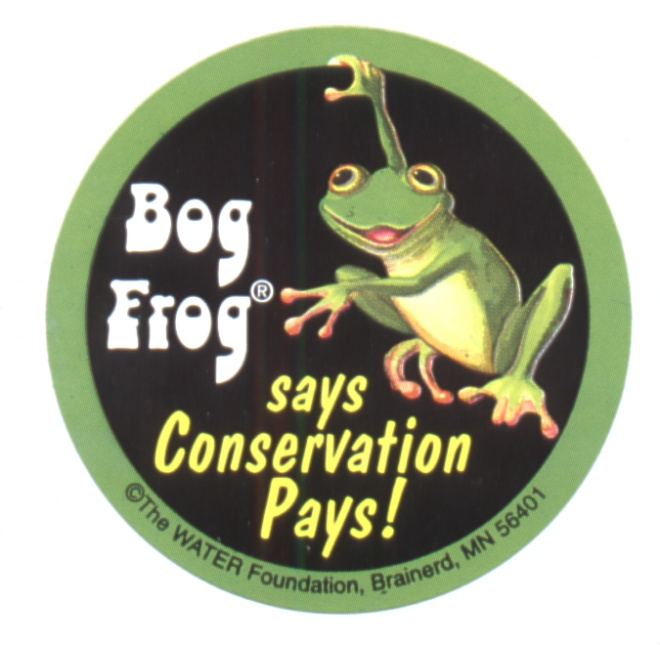 Bog
Frog®
says
Conservation
Pays!
©The WATER Foundation, Brainerd, MN 56401